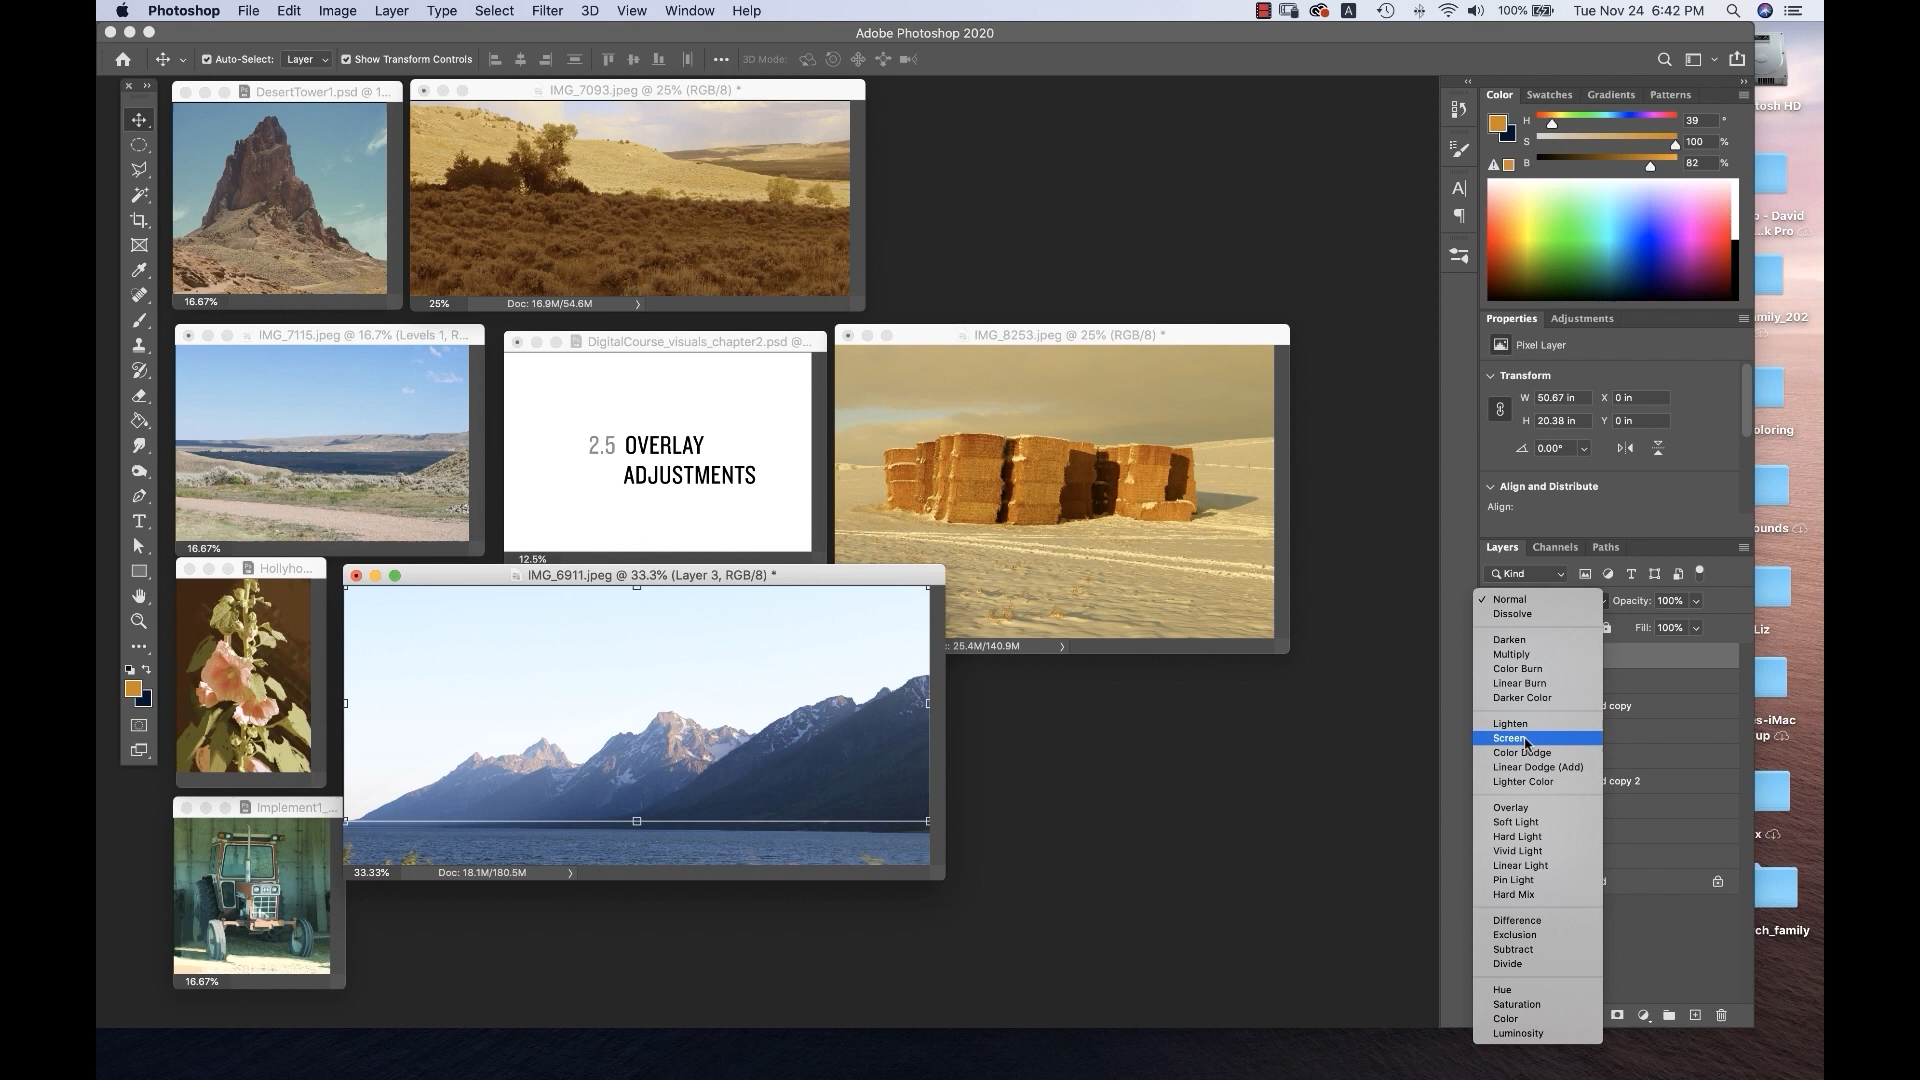 Photoshop File Edit Image Layer Type Select Filter 3D View Window Help A 100% Tue Nov 24 6:42 PM
Adobe Photoshop 2020
Auto-Select: Layer Show Transform Controls 3D Mode:
DesertTower1.psd @ 1...
16.67%
IMG_7093.jpeg @ 25% (RGB/8) *
25% Doc: 16.9M/54.6M
IMG_7115.jpeg @ 16.7% (Levels 1, R...
16.67%
DigitalCourse_visuals_chapter2.psd @...
2.5 OVERLAY
ADJUSTMENTS
12.5%
IMG_8253.jpeg @ 25% (RGB/8) *
: 25.4M/140.9M
Hollyho...
IMG_6911.jpeg @ 33.3% (Layer 3, RGB/8) *
33.33% Doc: 18.1M/180.5M
Implement1_...
16.67%
Color Swatches Gradients Patterns
H 39 °
S 100 %
B 82 %
Properties Adjustments
Pixel Layer
Transform
W 50.67 in X 0 in
H 20.38 in Y 0 in
0.00°
Align and Distribute
Align:
Layers Channels Paths
Kind
Opacity: 100%
Fill: 100%
d copy
d copy 2
d
Normal
Dissolve
Darken
Multiply
Color Burn
Linear Burn
Darker Color
Lighten
Screen
Color Dodge
Linear Dodge (Add)
Lighter Color
Overlay
Soft Light
Hard Light
Vivid Light
Linear Light
Pin Light
Hard Mix
Difference
Exclusion
Subtract
Divide
Hue
Saturation
Color
Luminosity
tosh HD
p - David
...k Pro
mily_202
oloring
ounds
Liz
s-iMac
up
x
rch_family